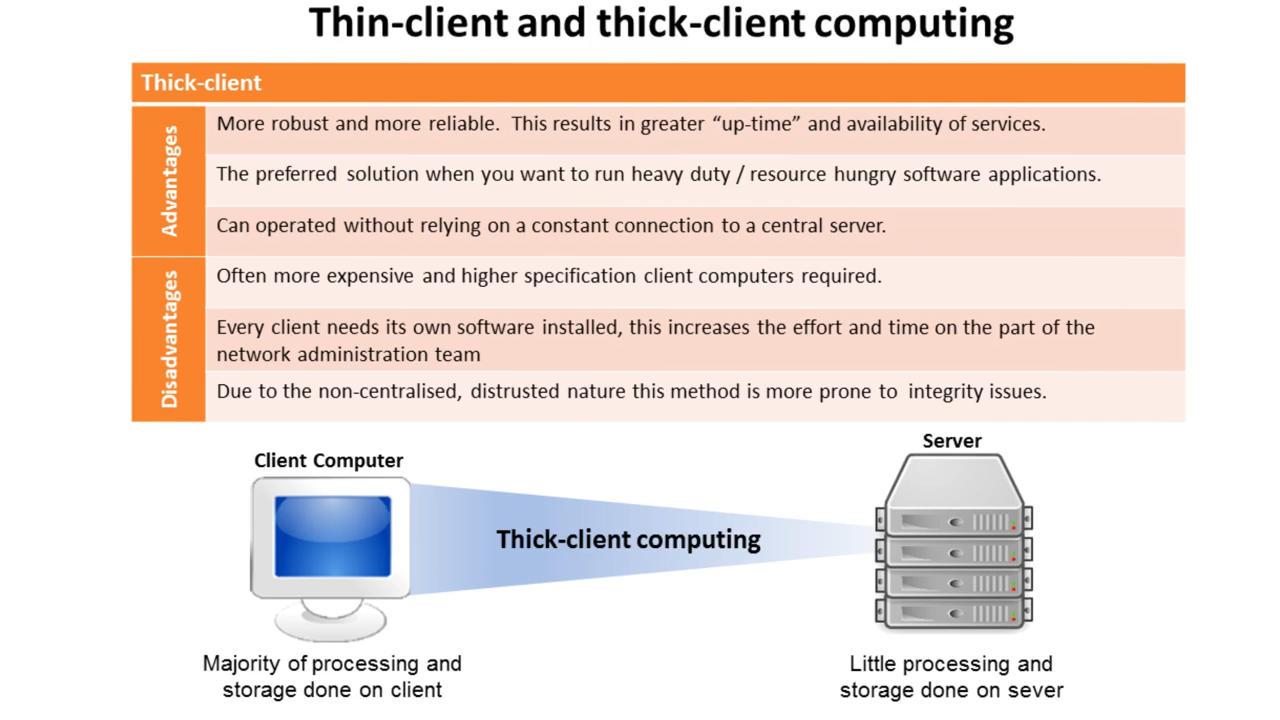 Thin-client and thick-client computing
Thick-client
Advantages
More robust and more reliable. This results in greater “up-time” and availability of services.
The preferred solution when you want to run heavy duty / resource hungry software applications.
Can operated without relying on a constant connection to a central server.
Disadvantages
Often more expensive and higher specification client computers required.
Every client needs its own software installed, this increases the effort and time on the part of the
network administration team
Due to the non-centralised, distrusted nature this method is more prone to integrity issues.
Client Computer
Server
Thick-client computing
Majority of processing and
storage done on client
Little processing and
storage done on sever